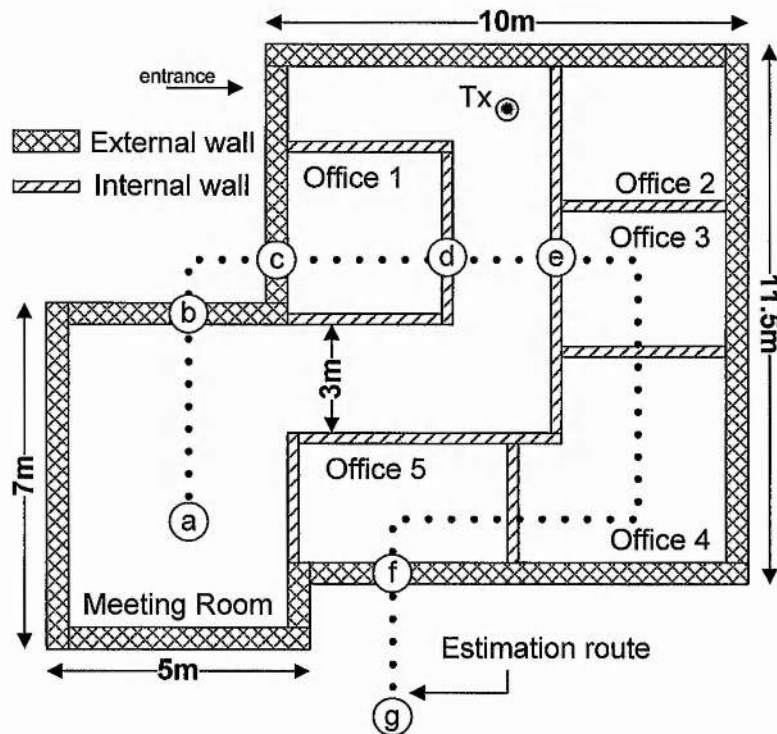 10m
entrance
Tx
External wall
Internal wall
Office 1
Office 2
Office 3
c
d
e
b
11.5m
3m
7m
Office 5
a
Office 4
f
Meeting Room
Estimation route
5m
g